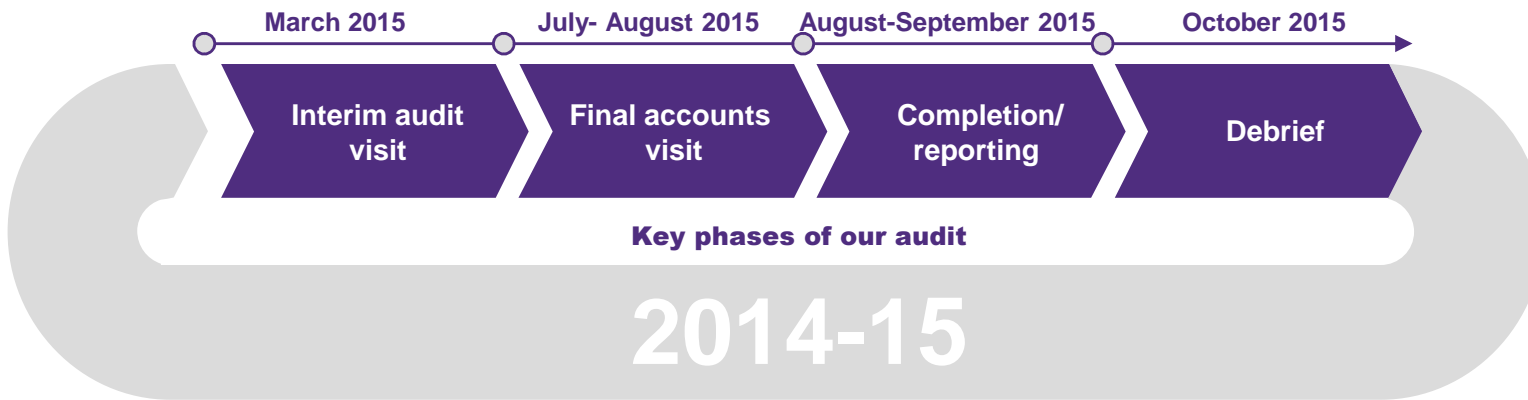 March 2015
July- August 2015
August-September 2015
October 2015
Interim audit
visit
Final accounts
visit
Completion/
reporting
Debrief
Key phases of our audit
2014-15